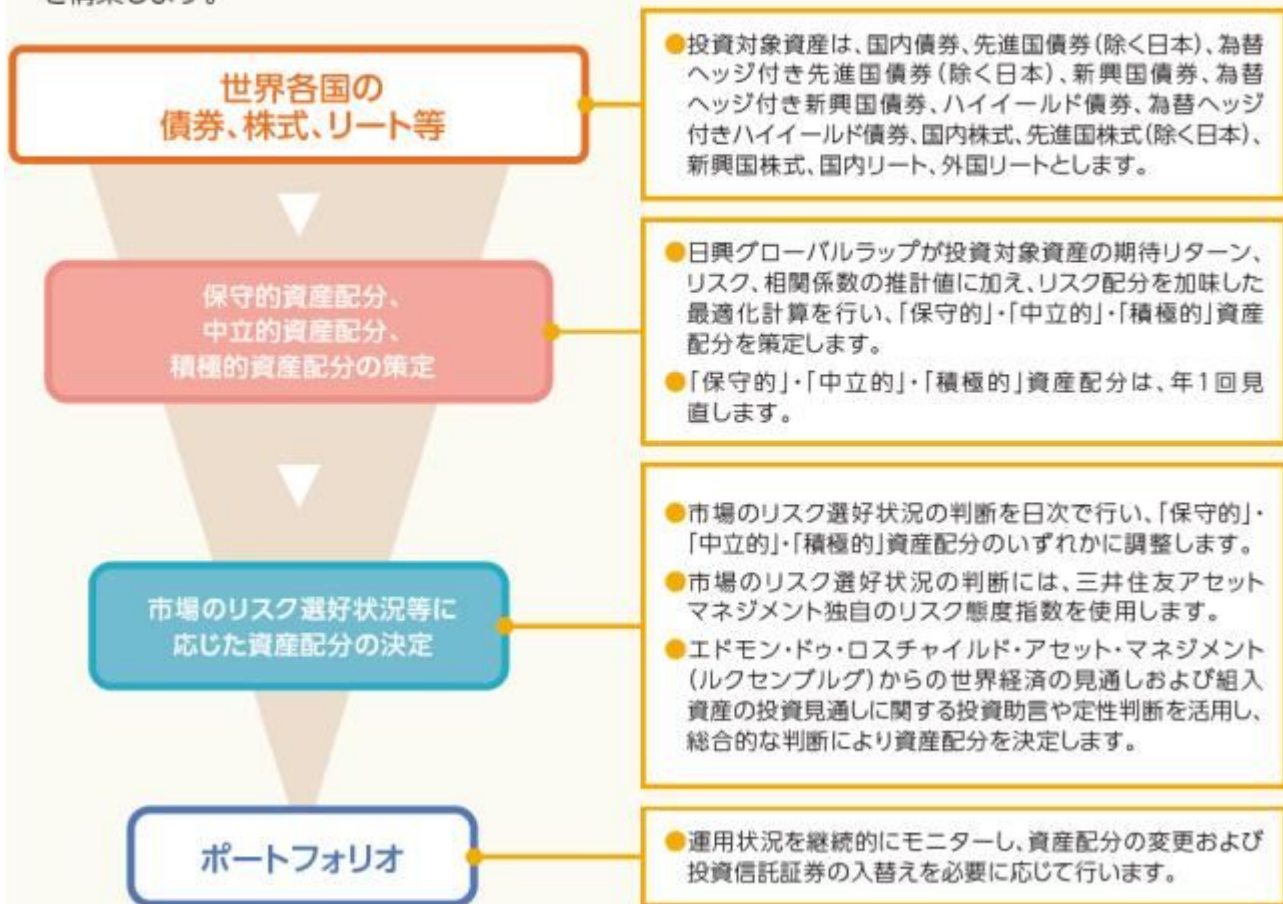 を構築します。
世界各国の
債券、株式、リート等
●投資対象資産は、国内債券、先進国債券(除く日本)、為替
ヘッジ付き先進国債券(除く日本)、新興国債券、為替
ヘッジ付き新興国債券、ハイイールド債券、為替ヘッジ
付きハイイールド債券、国内株式、先進国株式(除く日本)、
新興国株式、国内リート、外国リートとします。
保守的資産配分、
中立的資産配分、
積極的資産配分の策定
●日興グローバルラップが投資対象資産の期待リターン、
リスク、相関係数の推計値に加え、リスク配分を加味した
最適化計算を行い、「保守的」・「中立的」・「積極的」資産
配分を策定します。
●「保守的」・「中立的」・「積極的」資産配分は、年1回見
直します。
市場のリスク選好状況等に
応じた資産配分の決定
●市場のリスク選好状況の判断を日次で行い、「保守的」・
「中立的」・「積極的」資産配分のいずれかに調整します。
●市場のリスク選好状況の判断には、三井住友アセット
マネジメント独自のリスク態度指数を使用します。
●エドモン・ドゥ・ロスチャイルド・アセット・マネジメント
(ルクセンブルグ)からの世界経済の見通しおよび組入
資産の投資見通しに関する投資助言や定性判断を活用し、
総合的な判断により資産配分を決定します。
ポートフォリオ
●運用状況を継続的にモニターし、資産配分の変更および
投資信託証券の入替えを必要に応じて行います。